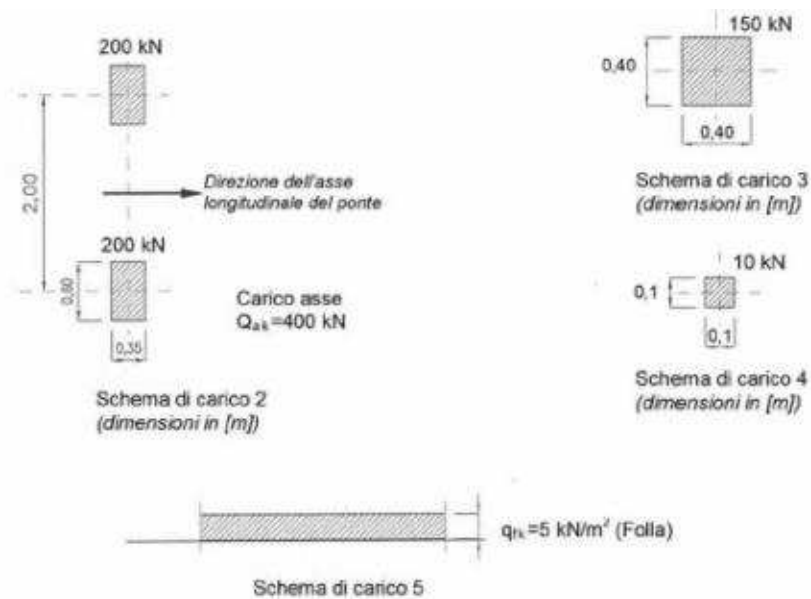 200 kN
2,00
Direzione dell'asse
longitudinale del ponte
200 kN
0,60
0,35
Carico asse
Qak=400 kN
Schema di carico 2
(dimensioni in [m])
150 kN
0,40
0,40
Schema di carico 3
(dimensioni in [m])
10 kN
0,1
0,1
Schema di carico 4
(dimensioni in [m])
qfk=5 kN/m² (Folla)
Schema di carico 5